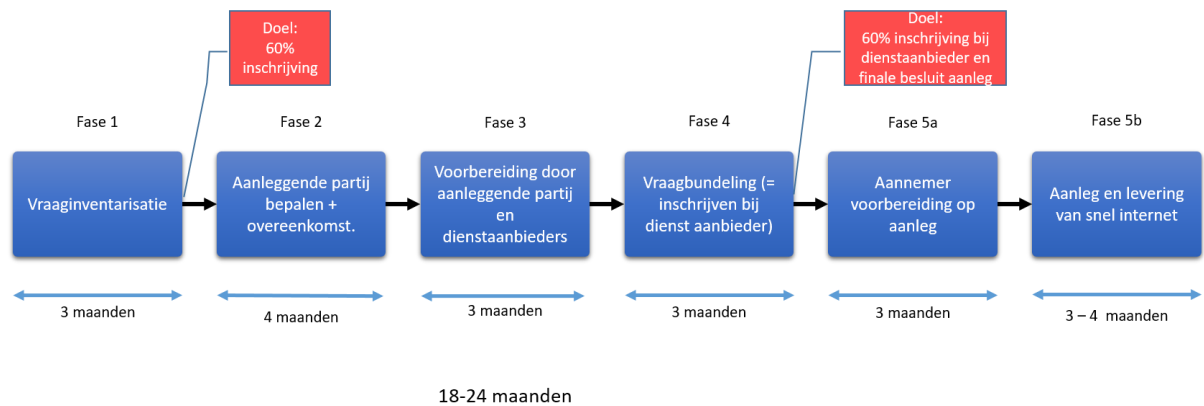 Doel:
60%
inschrijving
Doel:
60% inschrijving bij
dienstaanbieder en
finale besluit aanleg
Fase 1
Fase 2
Fase 3
Fase 4
Fase 5a
Fase 5b
Vraaginventarisatie
Aanleggende partij
bepalen +
overeenkomst.
Voorbereiding door
aanleggende partij
en
dienstaanbieders
Vraagbundeling (=
inschrijven bij
dienst aanbieder)
Aannemer
voorbereiding op
aanleg
Aanleg en levering
van snel internet
3 maanden
4 maanden
3 maanden
3 maanden
3 maanden
3 – 4 maanden
18-24 maanden